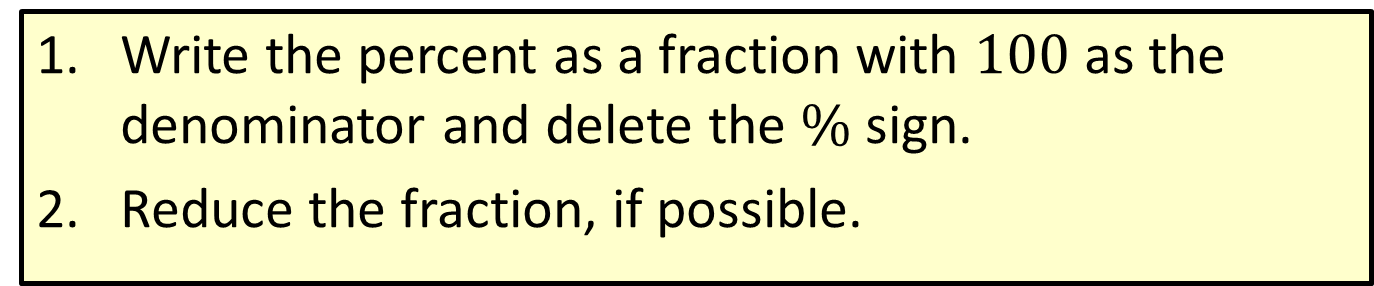 1. Write the percent as a fraction with 100 as the
denominator and delete the % sign.
2. Reduce the fraction, if possible.